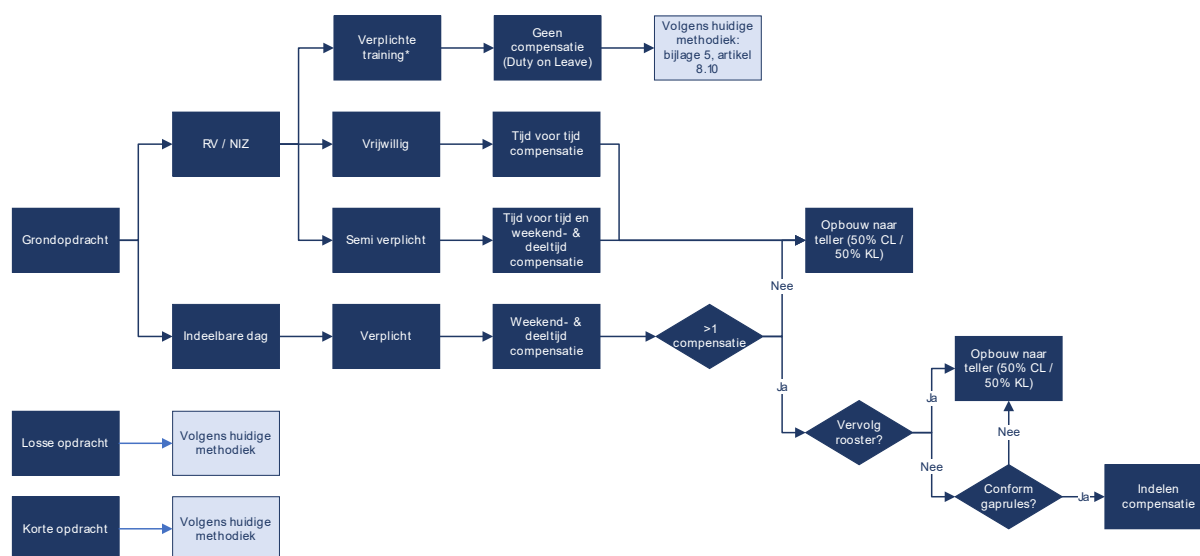 Verplichte
training*
Geen
compensatie
(Duty on Leave)
Volgens huidige
methodiek:
bijlage 5, artikel
8.10
RV / NIZ
Vrijwillig
Tijd voor tijd
compensatie
Grondopdracht
Semi verplicht
Tijd voor tijd en
weekend- &
deeltijd
compensatie
Opbouw naar
teller (50% CL /
50% KL)
Nee
Indeelbare dag
Verplicht
Weekend- &
deeltijd
compensatie
>1
compensatie
Ja
Opbouw naar
teller (50% CL /
50% KL)
Ja
Vervolg
rooster?
Nee
Nee
Losse opdracht
Volgens huidige
methodiek
Conform
gaprules?
Ja
Indelen
compensatie
Korte opdracht
Volgens huidige
methodiek